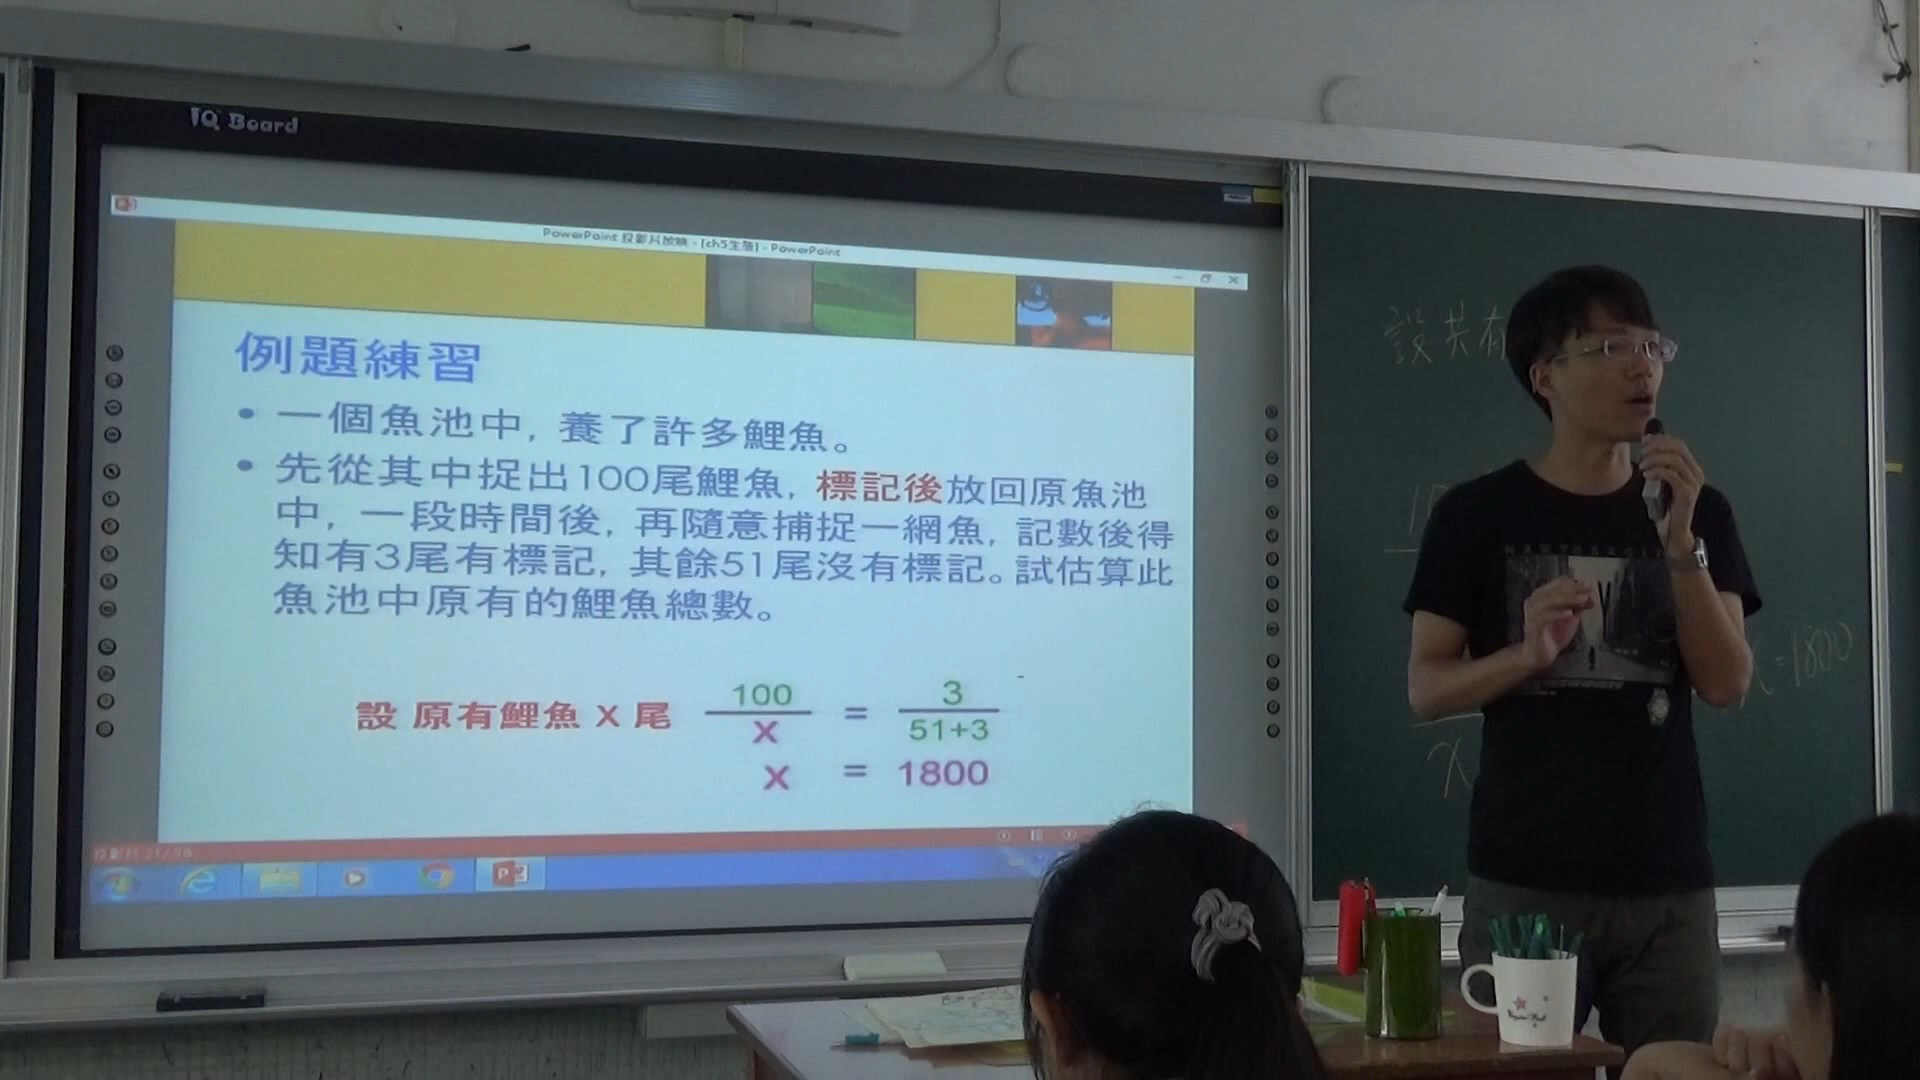 IQ Board
PowerPoint 投影片放映 - [ch5生態] - PowerPoint
例題練習
• 一個魚池中, 養了許多鯉魚。
• 先從其中捉出100尾鯉魚, 標記後放回原魚池
中, 一段時間後, 再隨意捕捉一網魚, 記數後得
知有3尾有標記, 其餘51尾沒有標記。試估算此
魚池中原有的鯉魚總數。
設 原有鯉魚 X 尾 100 = 3
X 51+3
X = 1800
設共有
10
x
=1800